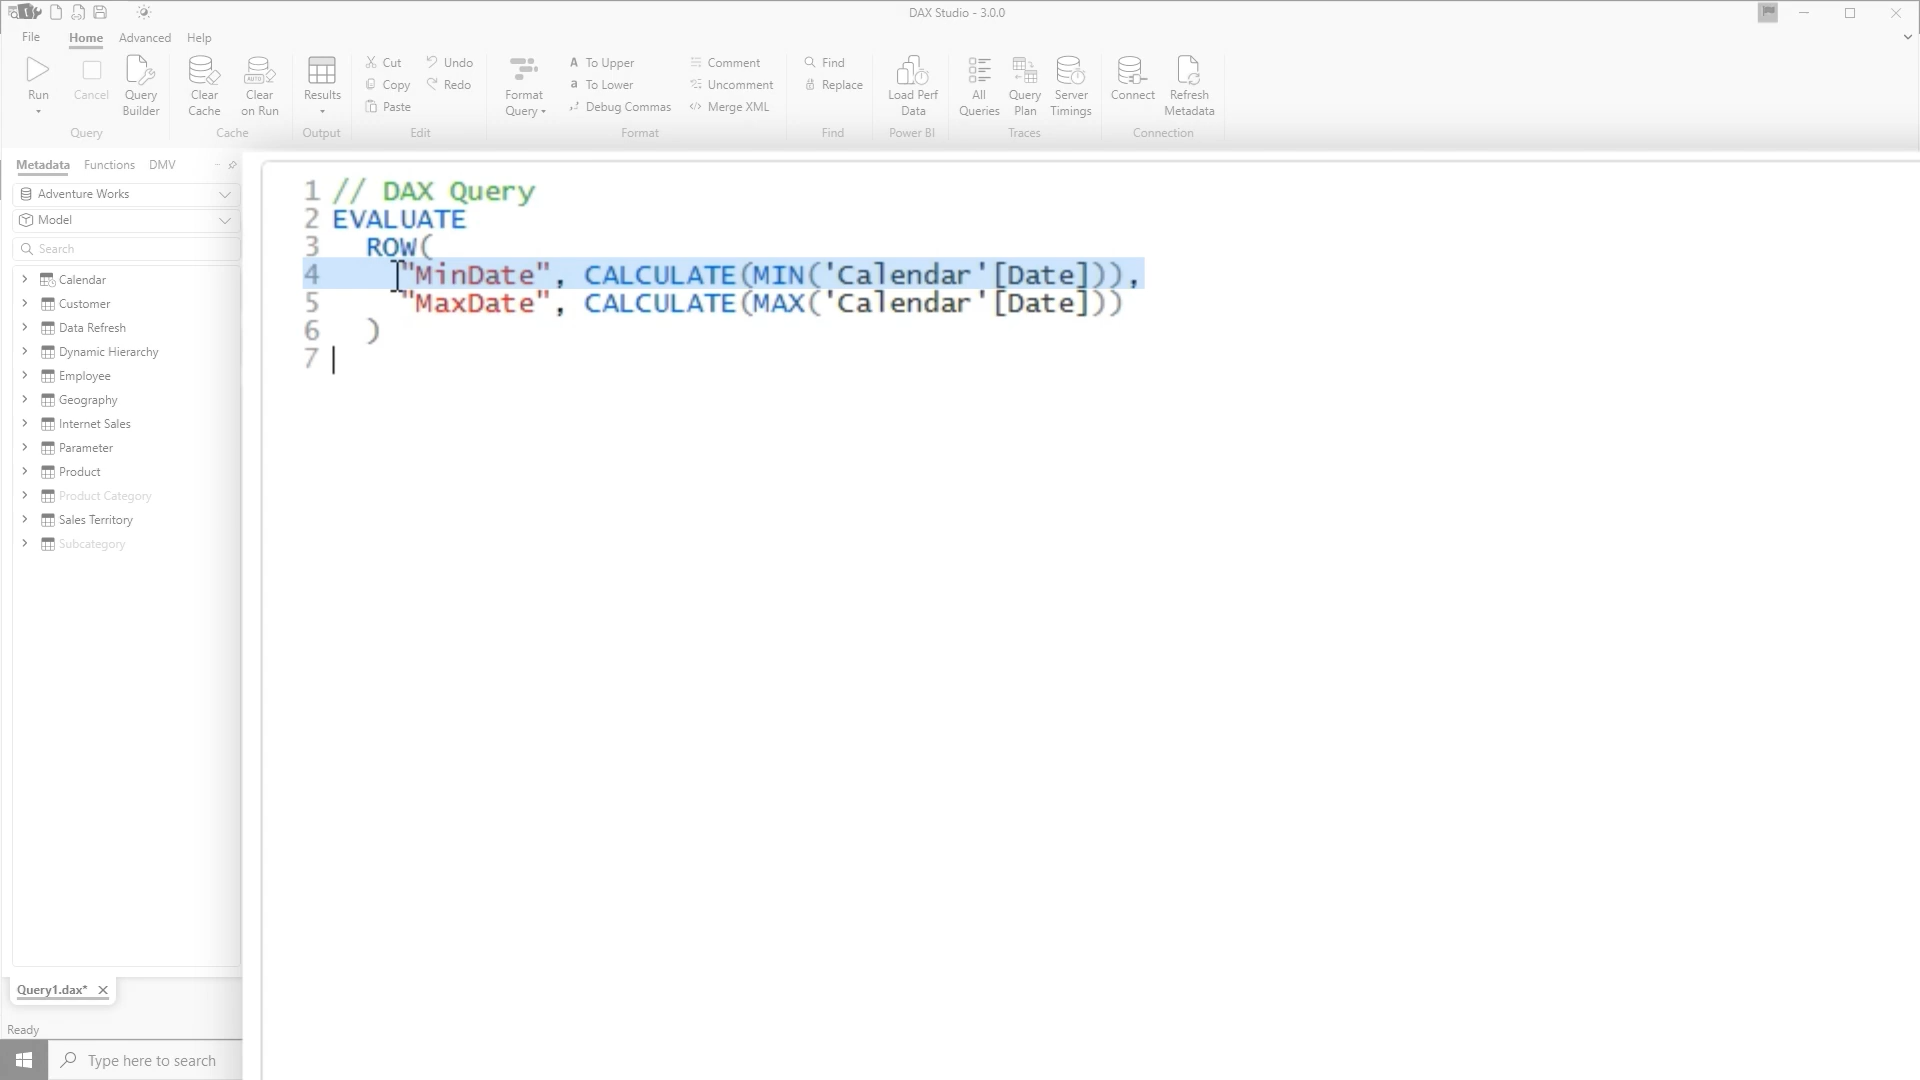 DAX Studio - 3.0.0
File Home Advanced Help
Run
Cancel
Query Builder
Query
Clear Cache
Clear on Run
Cache
Results
Output
Cut
Copy
Paste
Undo
Redo
Edit
Format Query
To Upper
To Lower
Debug Commas
Comment
Uncomment
Merge XML
Format
Find
Replace
Find
Load Perf Data
Power BI
All Queries
Query Plan
Server Timings
Traces
Connect
Refresh Metadata
Connection
Metadata Functions DMV
Adventure Works
Model
Search
Calendar
Customer
Data Refresh
Dynamic Hierarchy
Employee
Geography
Internet Sales
Parameter
Product
Product Category
Sales Territory
Subcategory
1 // DAX Query
2 EVALUATE
3 ROW(
4 "MinDate", CALCULATE(MIN('Calendar'[Date])),
5 "MaxDate", CALCULATE(MAX('Calendar'[Date]))
6 )
7
Query1.dax*
Ready
Type here to search